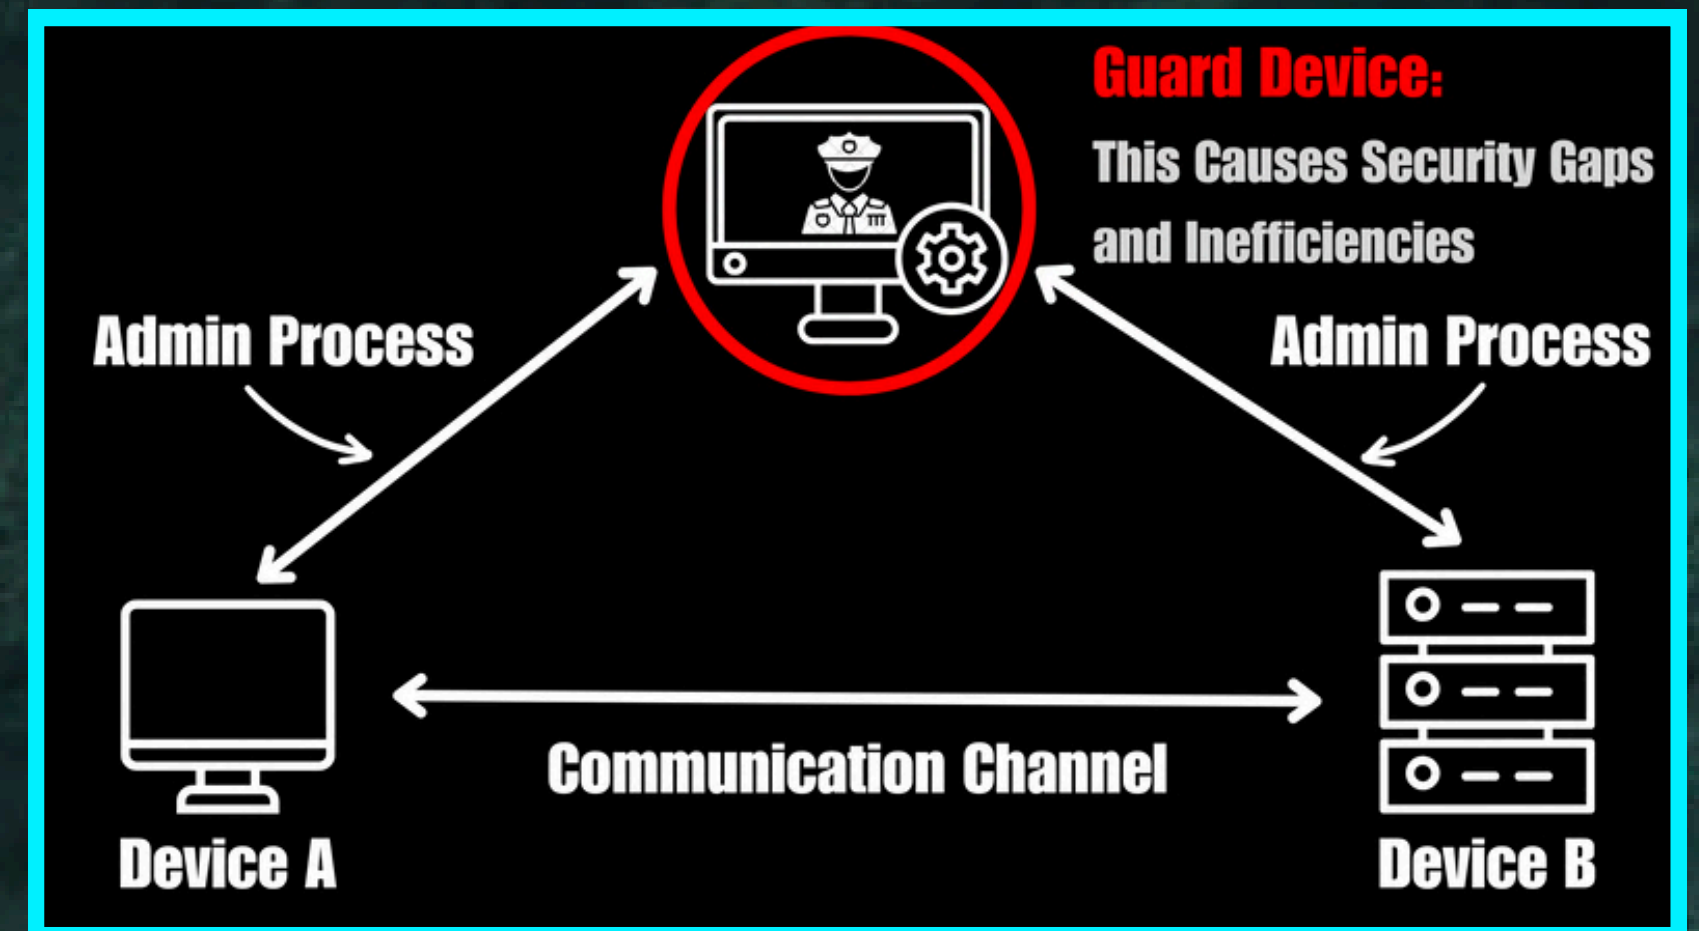 Guard Device:
This Causes Security Gaps
and Inefficiencies
Admin Process
Admin Process
Communication Channel
Device A
Device B